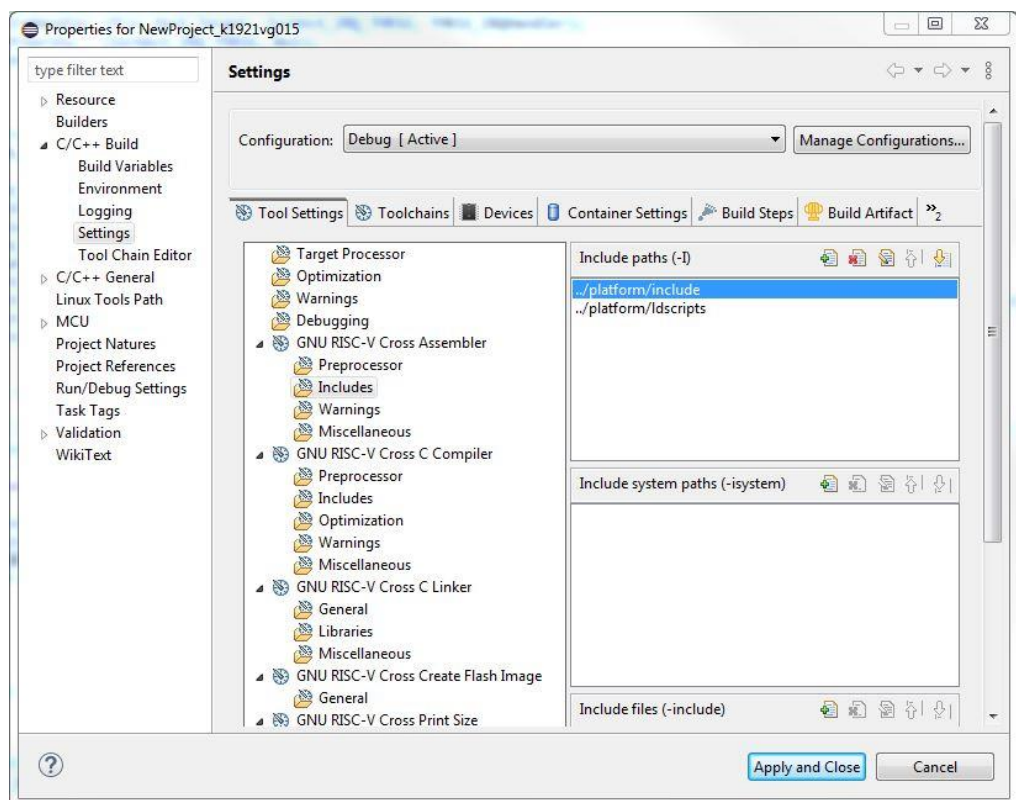 Properties for NewProject_k1921vg015
type filter text
Resource
Builders
C/C++ Build
Build Variables
Environment
Logging
Settings
Tool Chain Editor
C/C++ General
Linux Tools Path
MCU
Project Natures
Project References
Run/Debug Settings
Task Tags
Validation
WikiText
Settings
Configuration: Debug [ Active ] Manage Configurations...
Tool Settings Toolchains Devices Container Settings Build Steps Build Artifact »2
Target Processor
Optimization
Warnings
Debugging
GNU RISC-V Cross Assembler
Preprocessor
Includes
Warnings
Miscellaneous
GNU RISC-V Cross C Compiler
Preprocessor
Includes
Optimization
Warnings
Miscellaneous
GNU RISC-V Cross C Linker
General
Libraries
Miscellaneous
GNU RISC-V Cross Create Flash Image
General
GNU RISC-V Cross Print Size
Include paths (-I)
../platform/include
../platform/ldscripts
Include system paths (-isystem)
Include files (-include)
?
Apply and Close Cancel